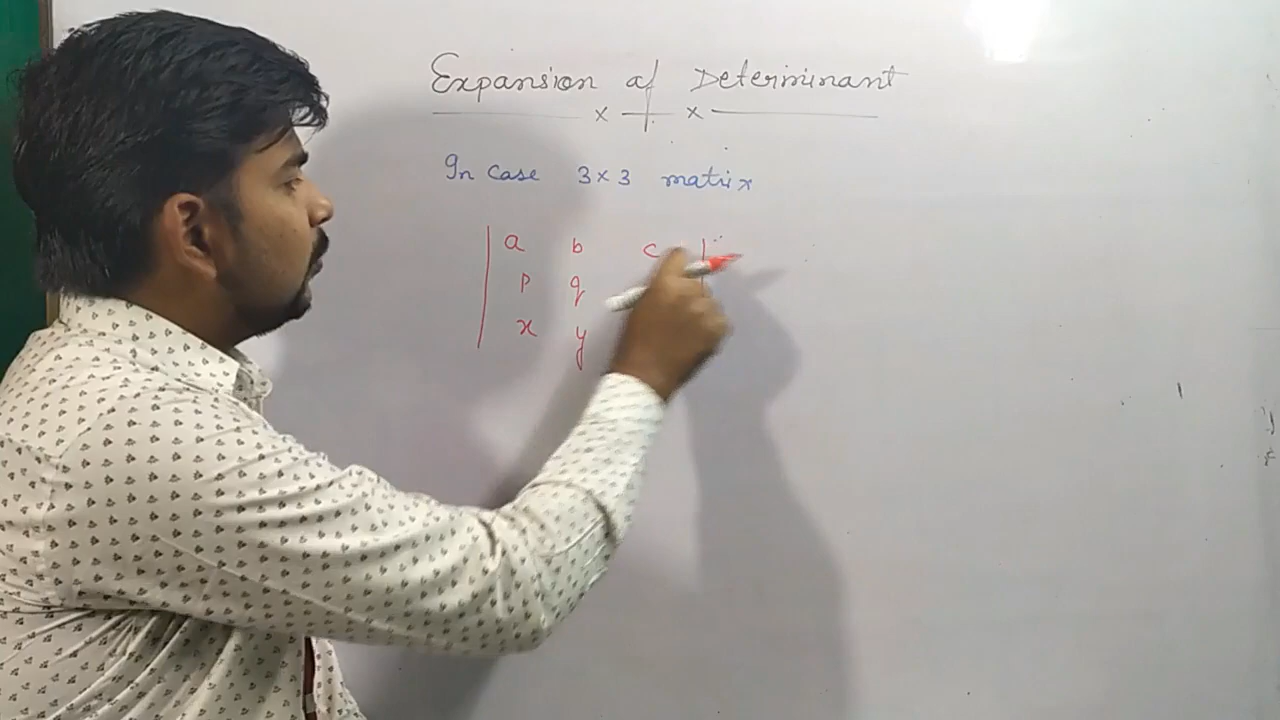 Expansion of Determinant
In case 3×3 matrix
a b c
p q
x y